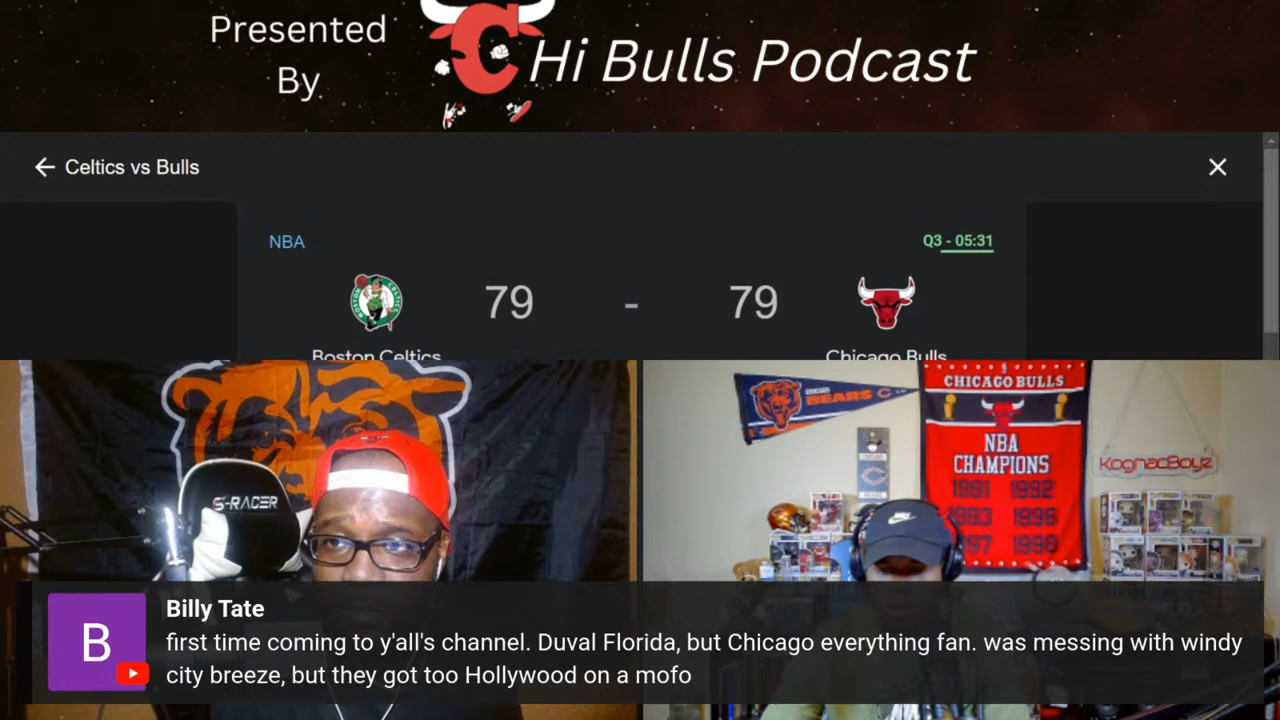 Presented
By
Hi Bulls Podcast
Celtics vs Bulls
NBA
Q3 - 05:31
79 - 79
Boston Celtics
Chicago Bulls
S-RACER
CHICAGO
BEARS
CHICAGO BULLS
NBA
CHAMPIONS
1991 1992
1993 1996
1997 1998
KognacBoyz
B
Billy Tate
first time coming to y'all's channel. Duval Florida, but Chicago everything fan. was messing with windy
city breeze, but they got too Hollywood on a mofo